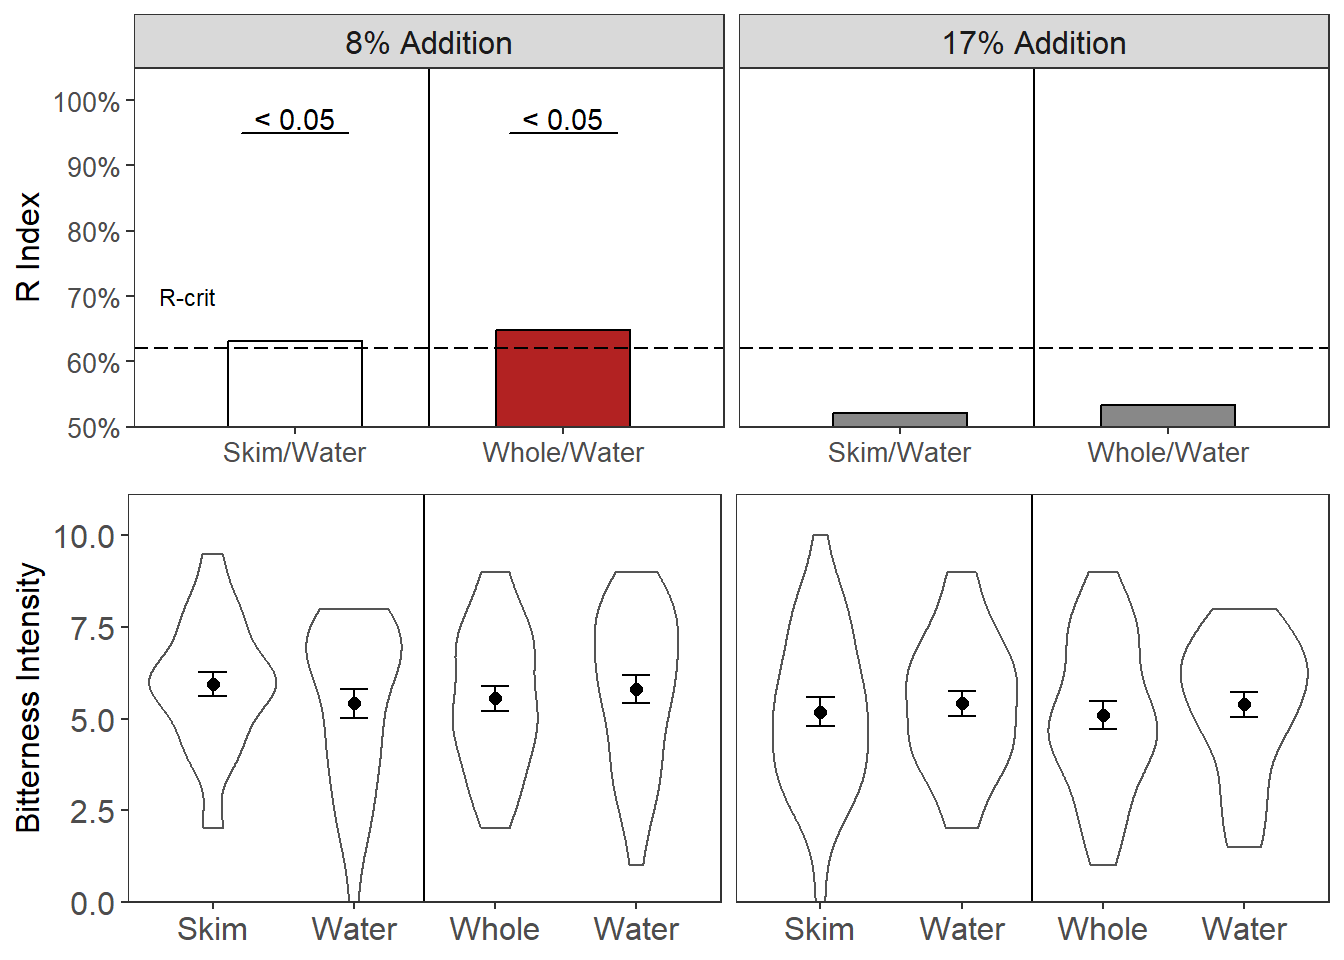 8% Addition
17% Addition
R Index
100%
90%
80%
70%
60%
50%
< 0.05
< 0.05
R-crit
Skim/Water
Whole/Water
Skim/Water
Whole/Water
Bitterness Intensity
10.0
7.5
5.0
2.5
0.0
Skim
Water
Whole
Water
Skim
Water
Whole
Water